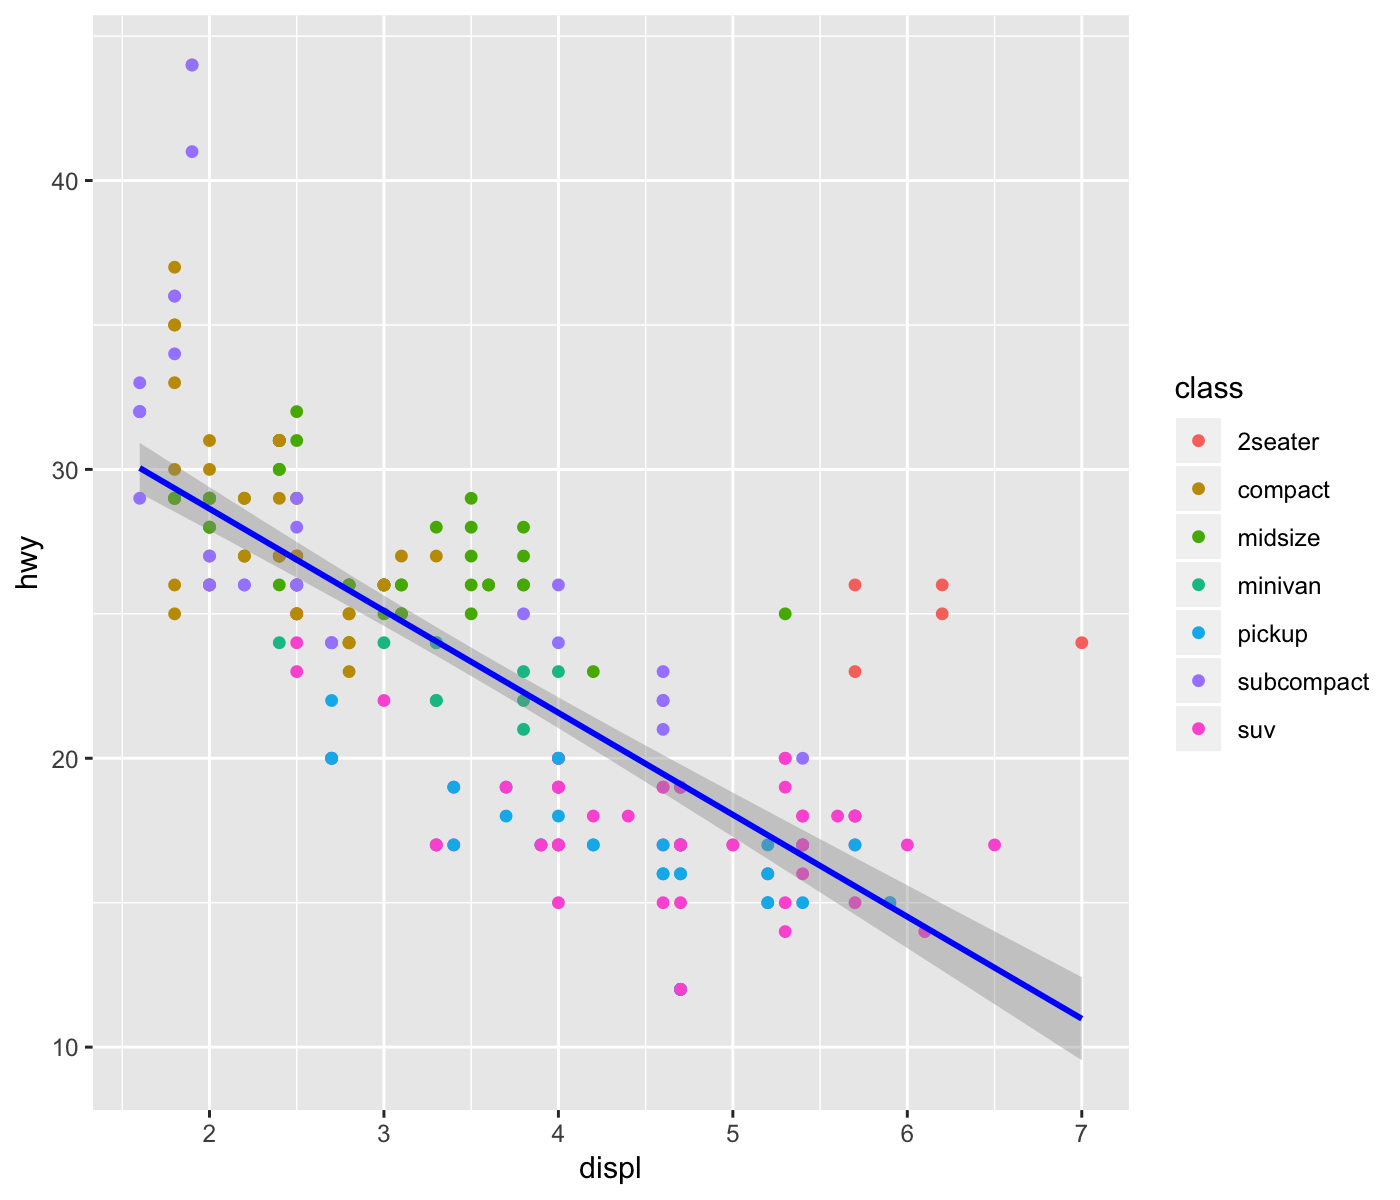 hwy
40
30
20
10
2 3 4 5 6 7
displ
class
2seater
compact
midsize
minivan
pickup
subcompact
suv